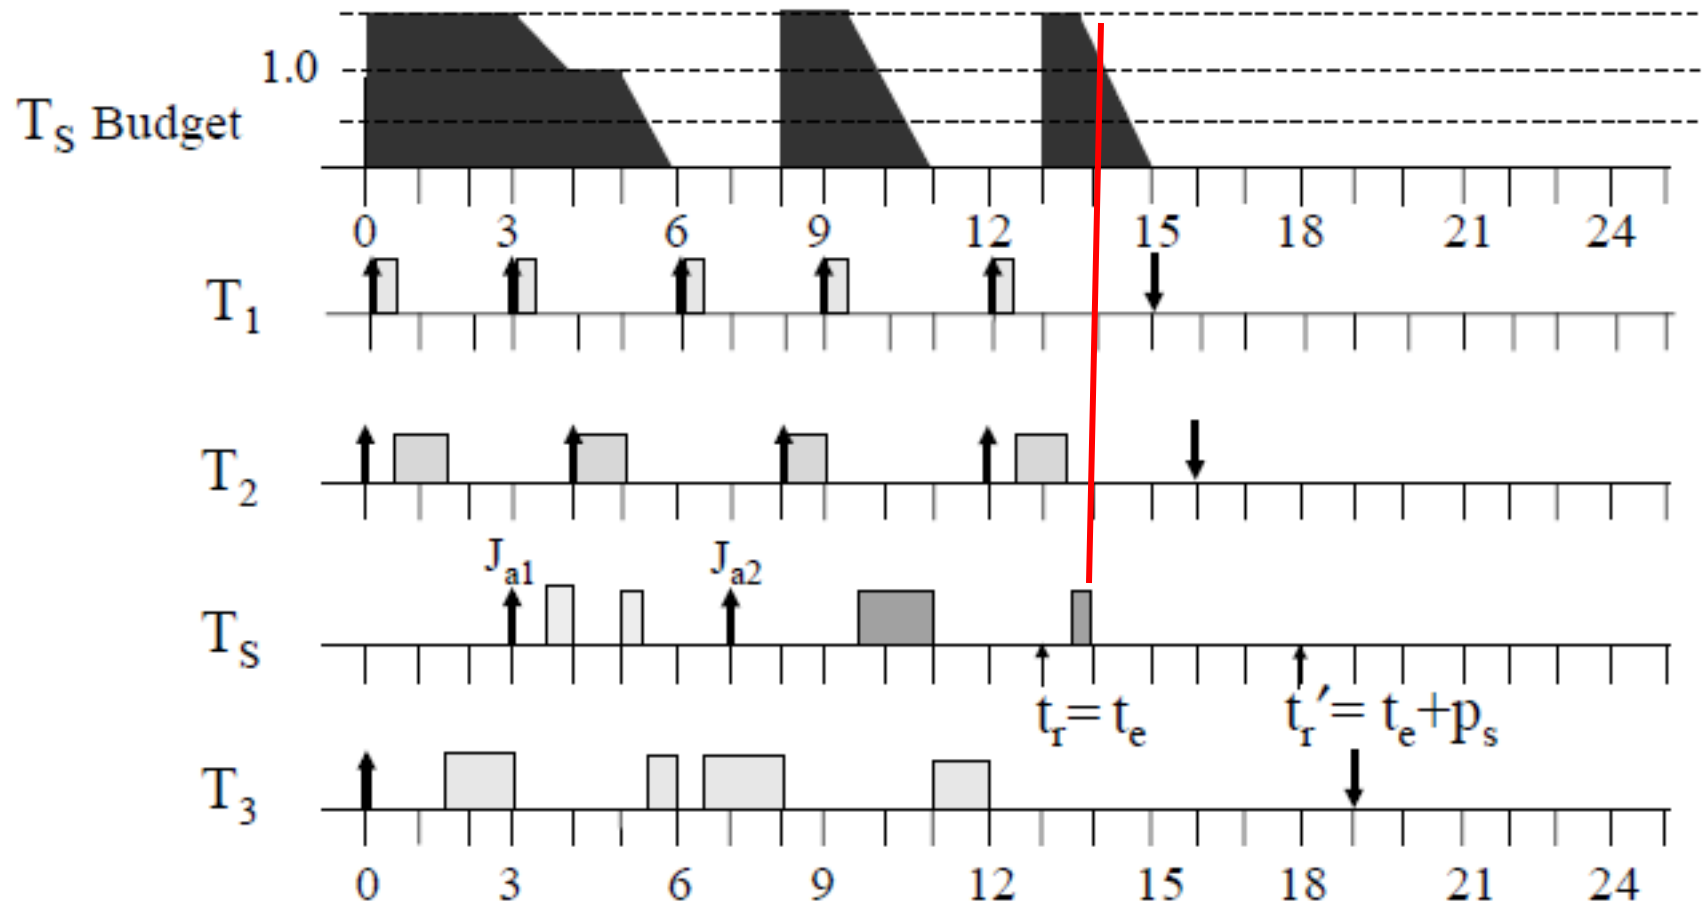 1.0
Ts Budget
0 3 6 9 12 15 18 21 24
T1
T2
Ja1 Ja2
Ts
tr= te tr′= te+ps
T3
0 3 6 9 12 15 18 21 24